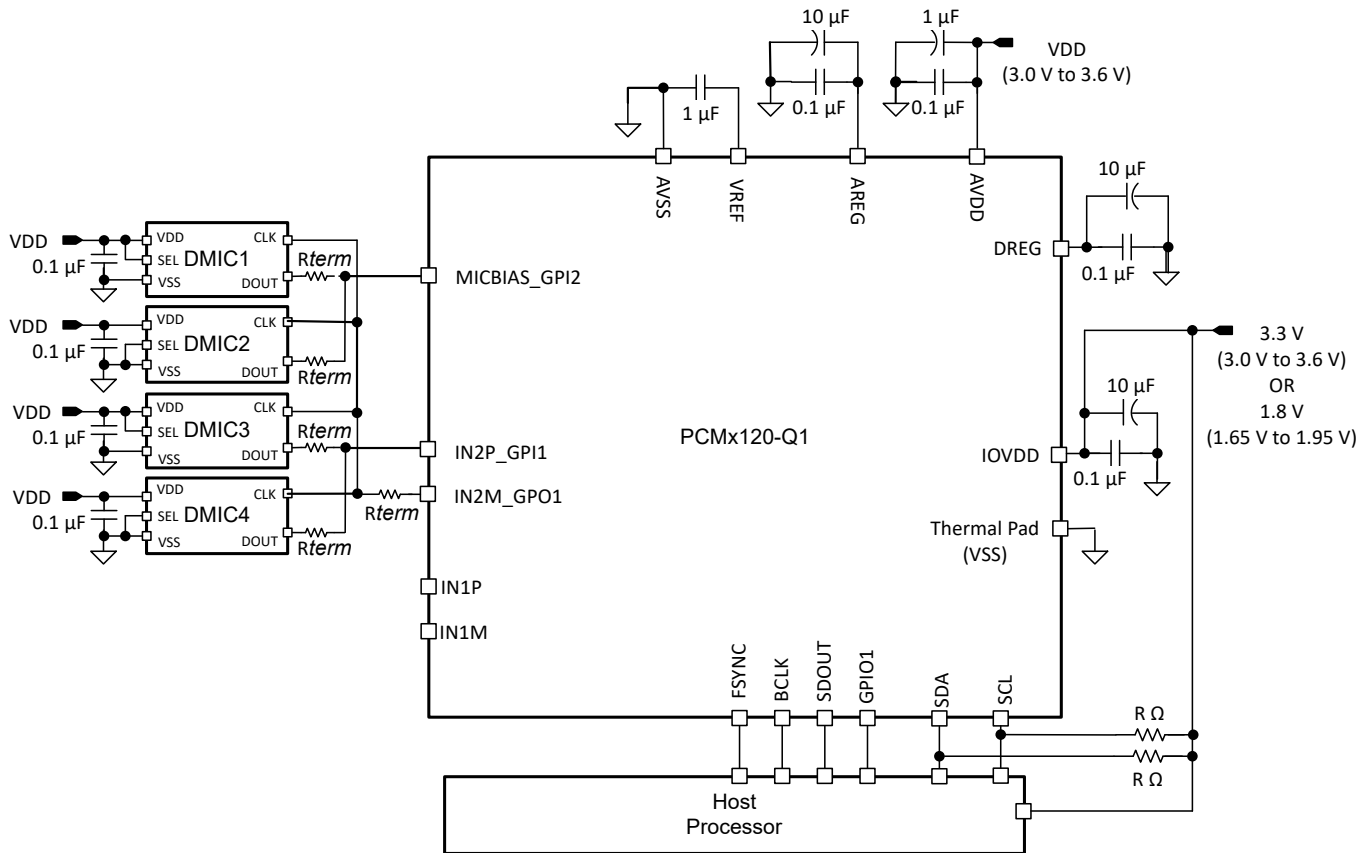 10 µF
1 µF
VDD
(3.0 V to 3.6 V)
1 µF
0.1 µF
0.1 µF
AVSS
VREF
AREG
AVDD
10 µF
DREG
0.1 µF
VDD
0.1 µF
VDD
SEL
VSS
DMIC1
CLK
DOUT
Rterm
MICBIAS_GPI2
VDD
0.1 µF
VDD
SEL
VSS
DMIC2
CLK
DOUT
Rterm
3.3 V
(3.0 V to 3.6 V)
OR
1.8 V
(1.65 V to 1.95 V)
10 µF
VDD
0.1 µF
VDD
SEL
VSS
DMIC3
CLK
DOUT
Rterm
PCMx120-Q1
IN2P_GPI1
IOVDD
0.1 µF
VDD
0.1 µF
VDD
SEL
VSS
DMIC4
CLK
DOUT
Rterm
Rterm
IN2M_GPO1
Thermal Pad
(VSS)
IN1P
IN1M
FSYNC
BCLK
SDOUT
GPIO1
SDA
SCL
R Ω
R Ω
Host
Processor